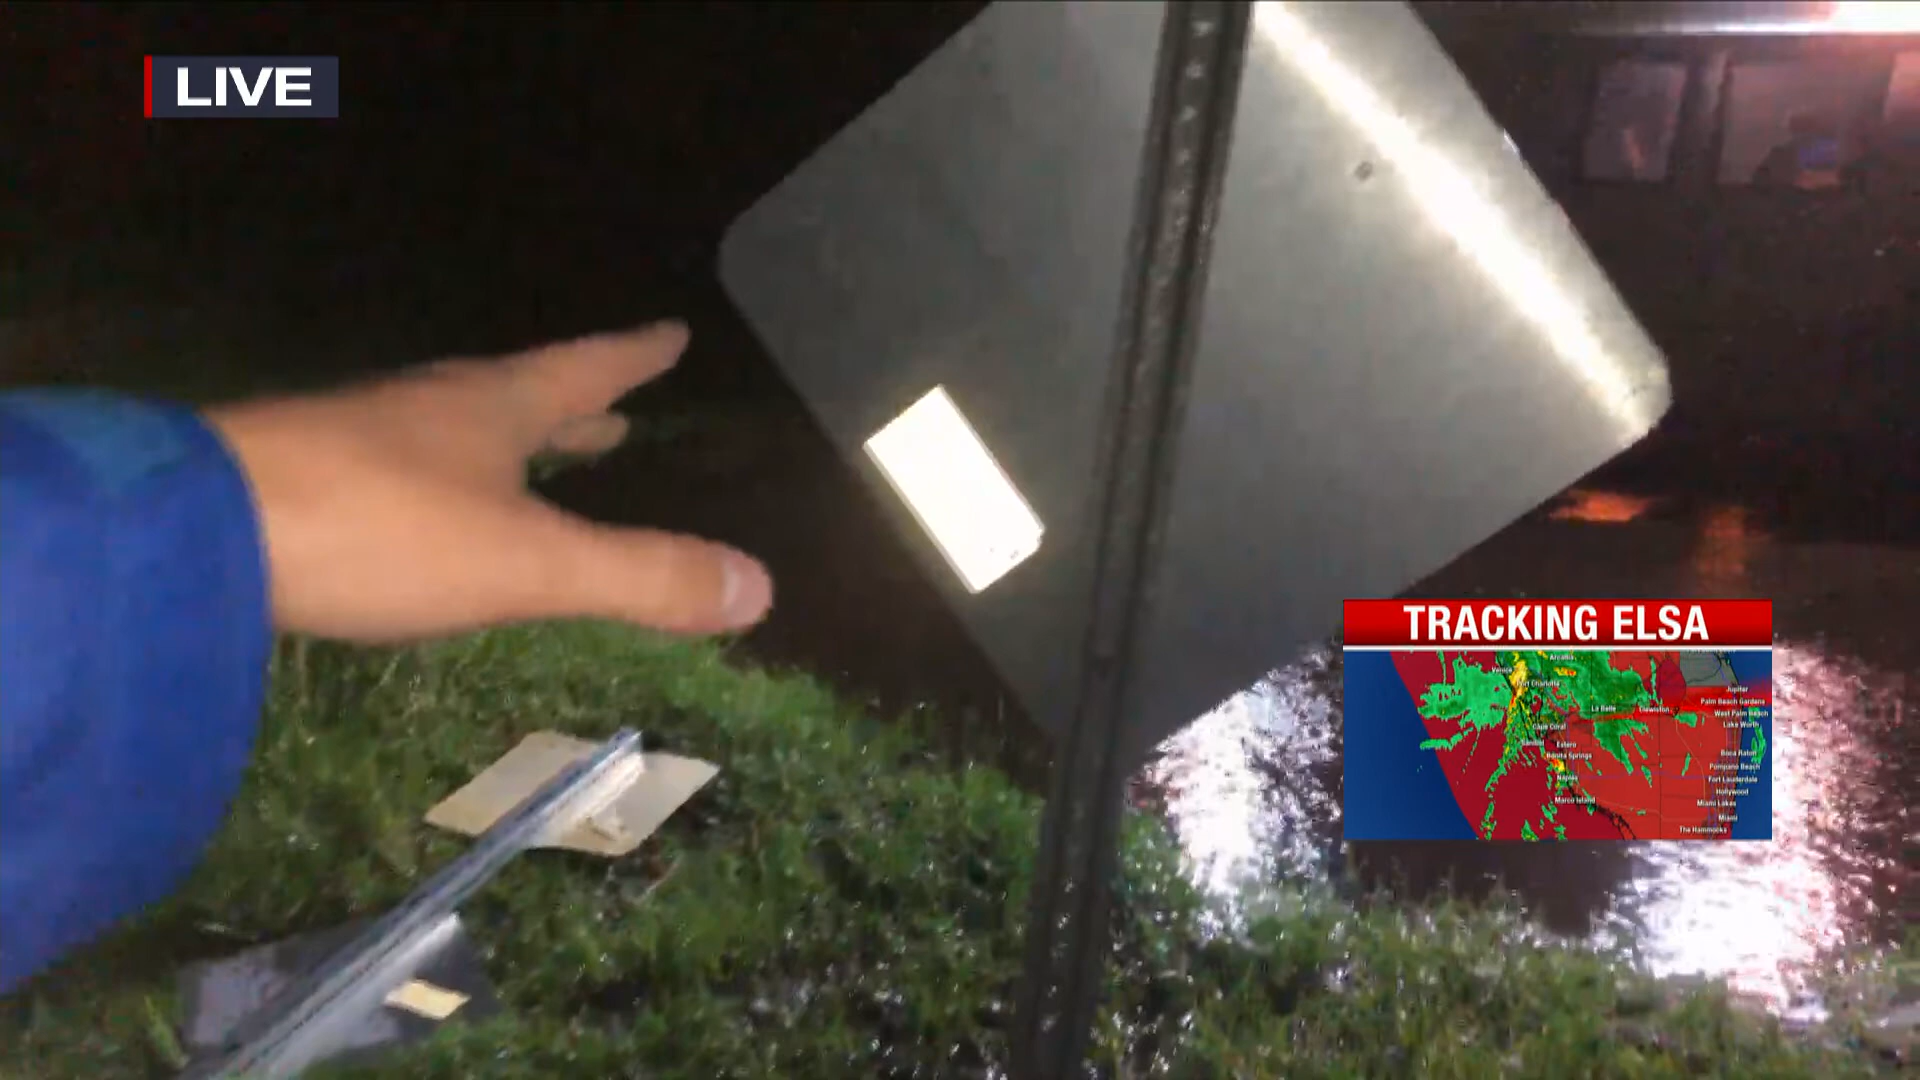 LIVE
TRACKING ELSA
Venice
Arcadia
Port Charlotte
La Belle
Clewiston
Cape Coral
Sanibel
Estero
Bonita Springs
Naples
Marco Island
Jupiter
Palm Beach Gardens
West Palm Beach
Lake Worth
Boca Raton
Pompano Beach
Fort Lauderdale
Hollywood
Miami Lakes
Miami
The Hammocks